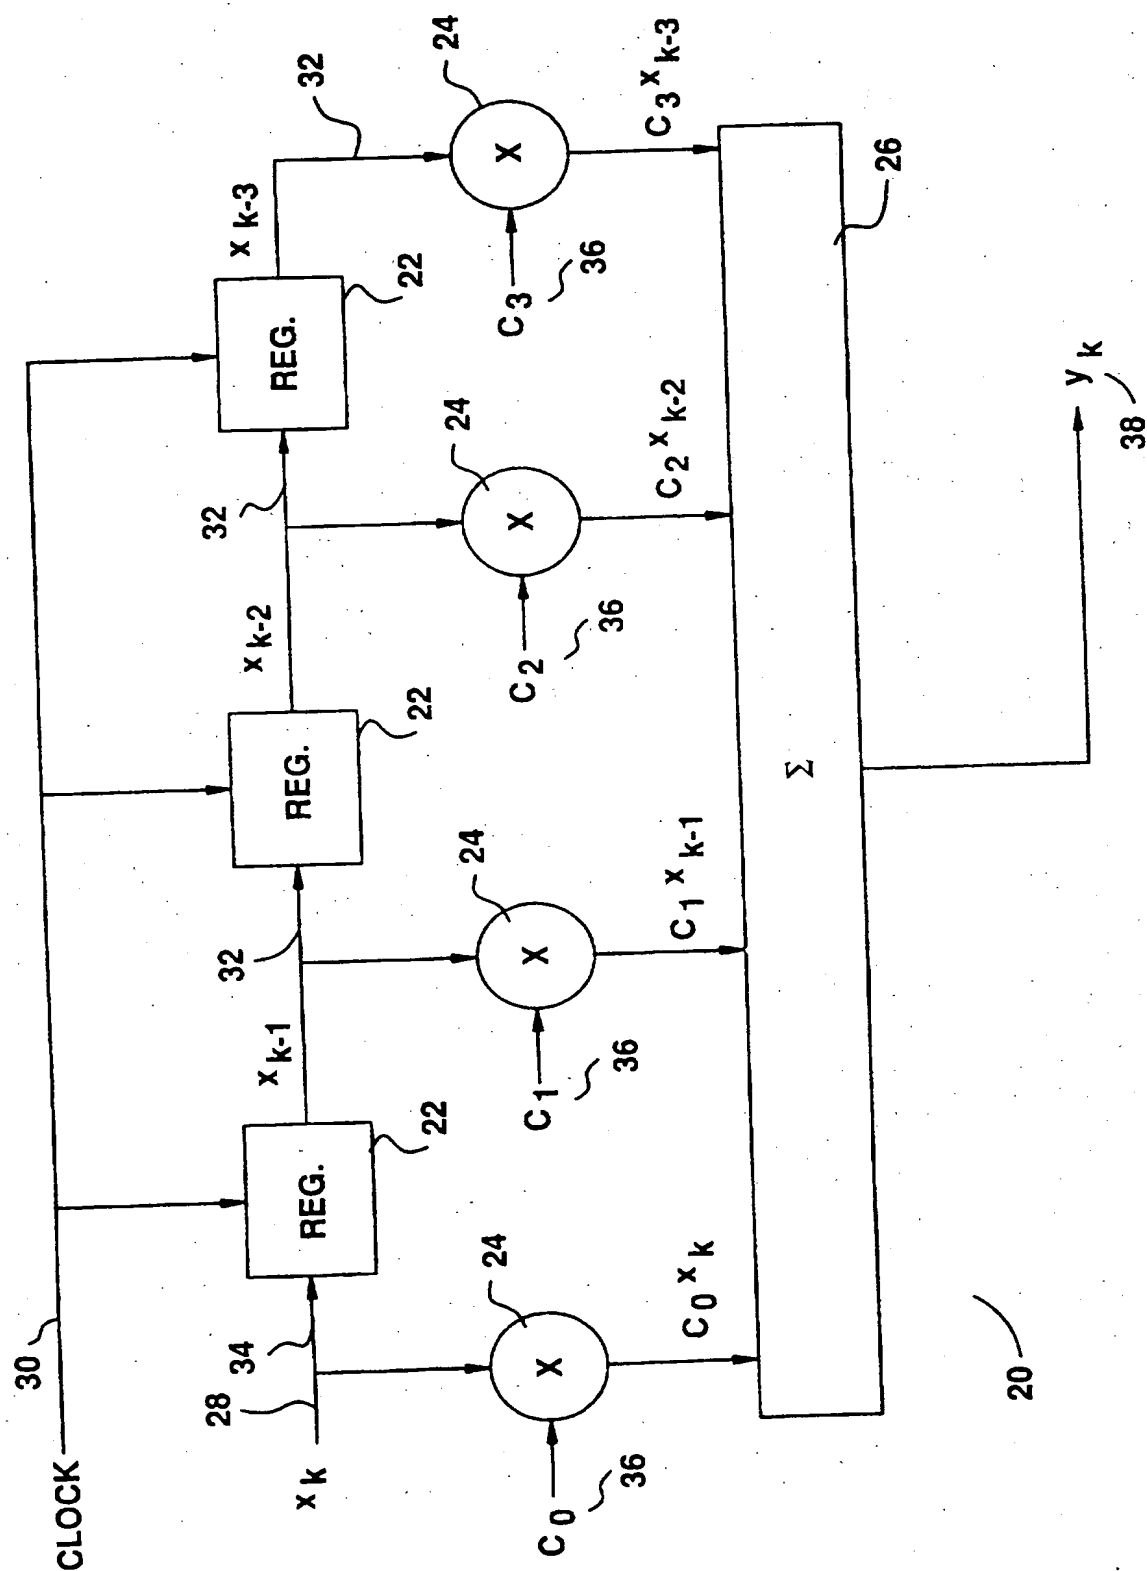 CLOCK 30
x k-1 x k-2 x k-3
32 32 32
28 34
x k
REG. REG. REG.
22 22 22
24 24 24 24
X X X X
C 0 C 1 C 2 C 3
36 36 36 36
C 0 x k C 1 x k-1 C 2 x k-2 C 3 x k-3
Σ
26
20
y k
38